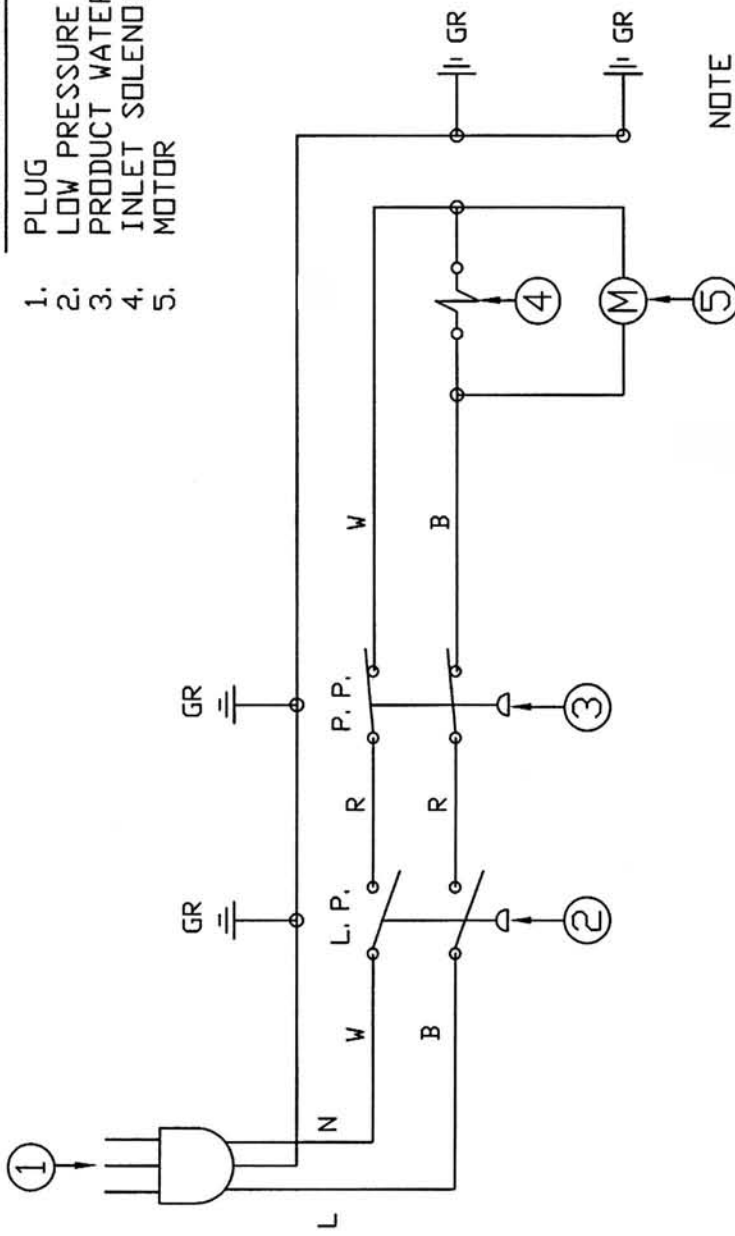 1. PLUG
2. LOW PRESSURE
3. PRODUCT WATER
4. INLET SOLENO
5. MOTOR
1
L
N
GR
GR
GR
GR
W
L. P.
R
P. P.
W
B
R
B
2
3
4
M
5
NOTE